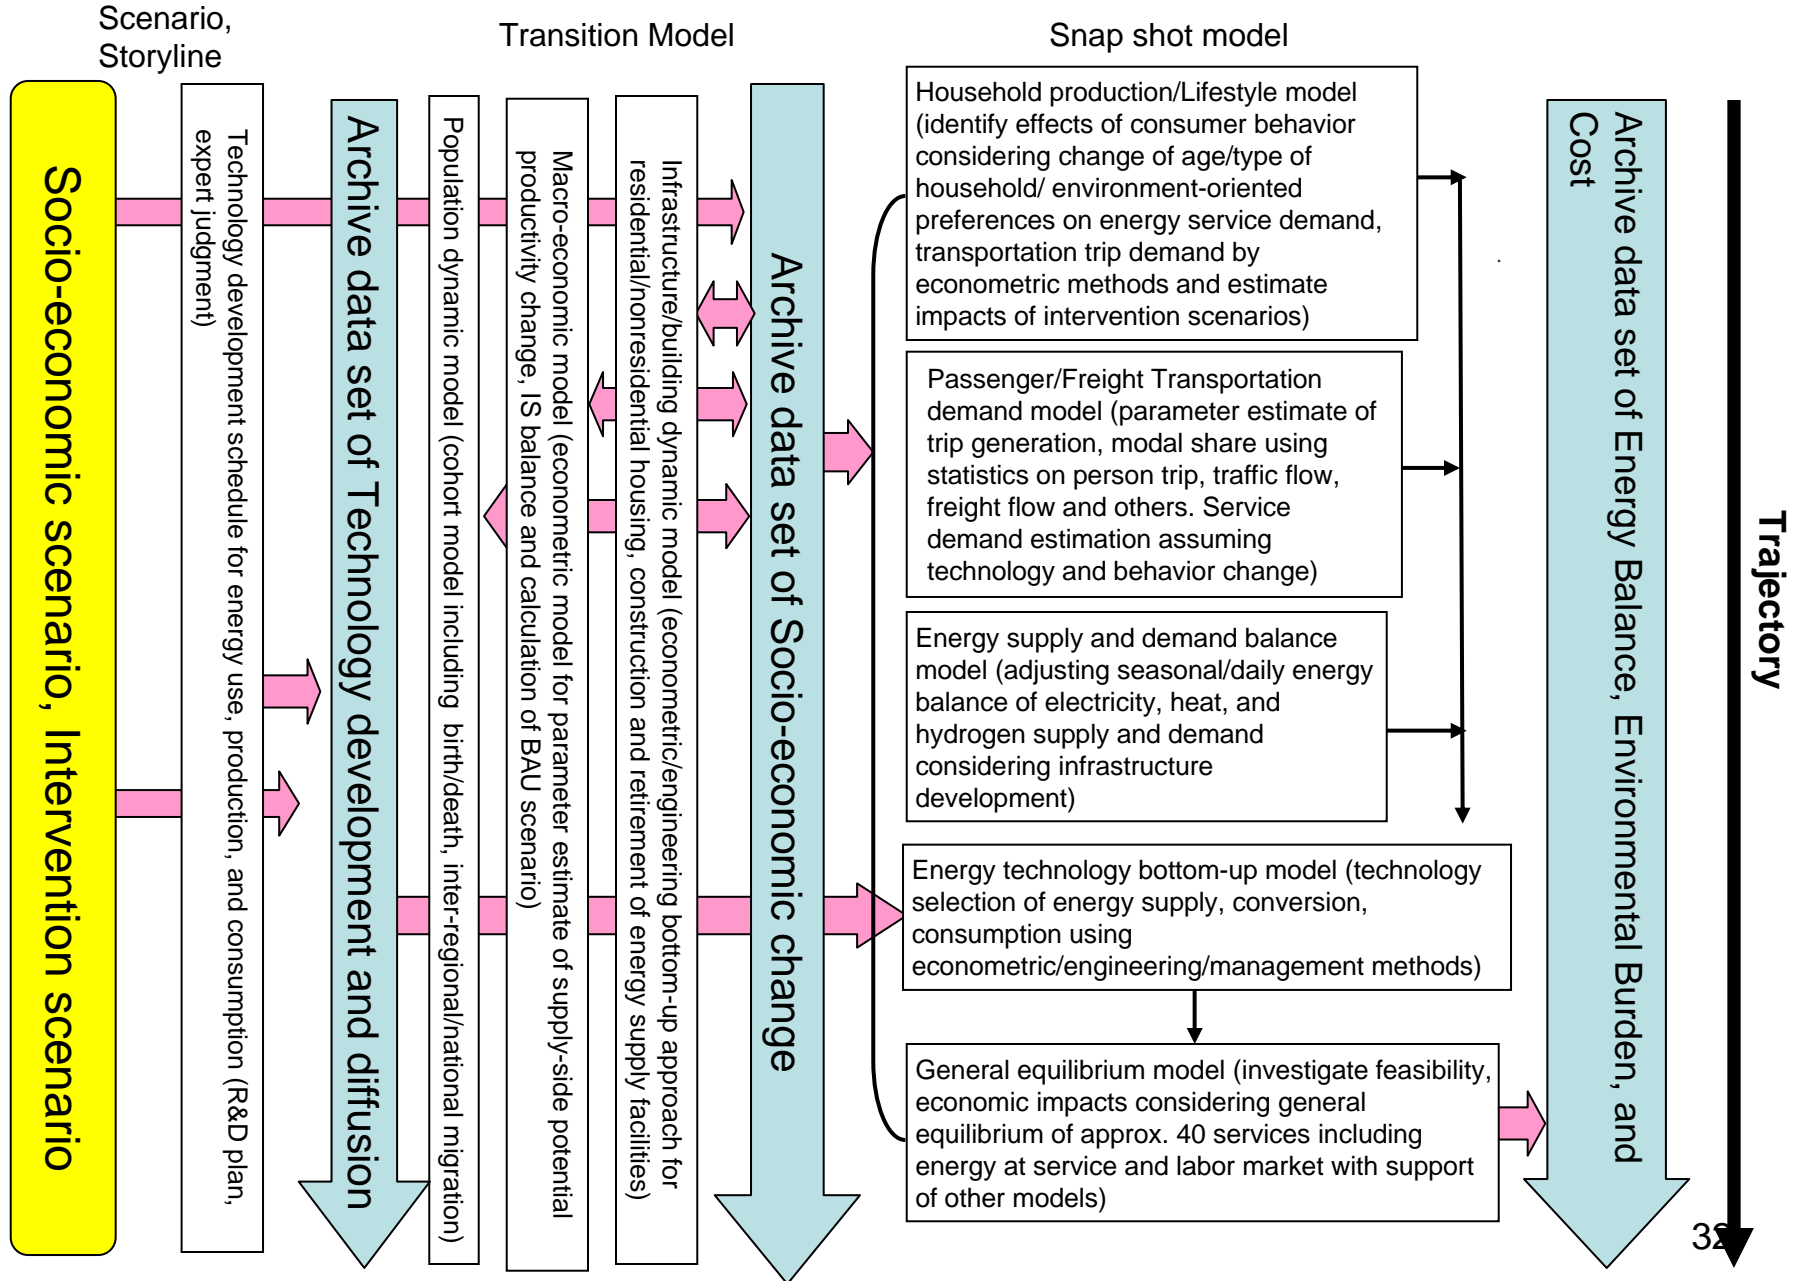 Scenario,
Storyline
Transition Model
Snap shot model
Socio-economic scenario, Intervention scenario
Technology development schedule for energy use, production, and consumption (R&D plan,
expert judgment)
Archive data set of Technology development and diffusion
Population dynamic model (cohort model including birth/death, inter-regional/national migration)
Macro-economic model (econometric model for parameter estimate of supply-side potential
productivity change, IS balance and calculation of BAU scenario)
Infrastructure/building dynamic model (econometric/engineering bottom-up approach for
residential/nonresidential housing, construction and retirement of energy supply facilities)
Archive data set of Socio-economic change
Household production/Lifestyle model
(identify effects of consumer behavior
considering change of age/type of
household/ environment-oriented
preferences on energy service demand,
transportation trip demand by
econometric methods and estimate
impacts of intervention scenarios)
Passenger/Freight Transportation
demand model (parameter estimate of
trip generation, modal share using
statistics on person trip, traffic flow,
freight flow and others. Service
demand estimation assuming
technology and behavior change)
Energy supply and demand balance
model (adjusting seasonal/daily energy
balance of electricity, heat, and
hydrogen supply and demand
considering infrastructure
development)
Energy technology bottom-up model (technology
selection of energy supply, conversion,
consumption using
econometric/engineering/management methods)
General equilibrium model (investigate feasibility,
economic impacts considering general
equilibrium of approx. 40 services including
energy at service and labor market with support
of other models)
Archive data set of Energy Balance, Environmental Burden, and
Cost
Trajectory
32